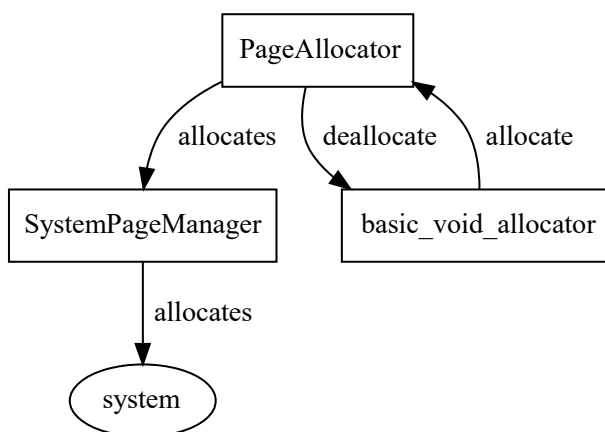 PageAllocator
allocates
deallocate
allocate
SystemPageManager
basic_void_allocator
allocates
system